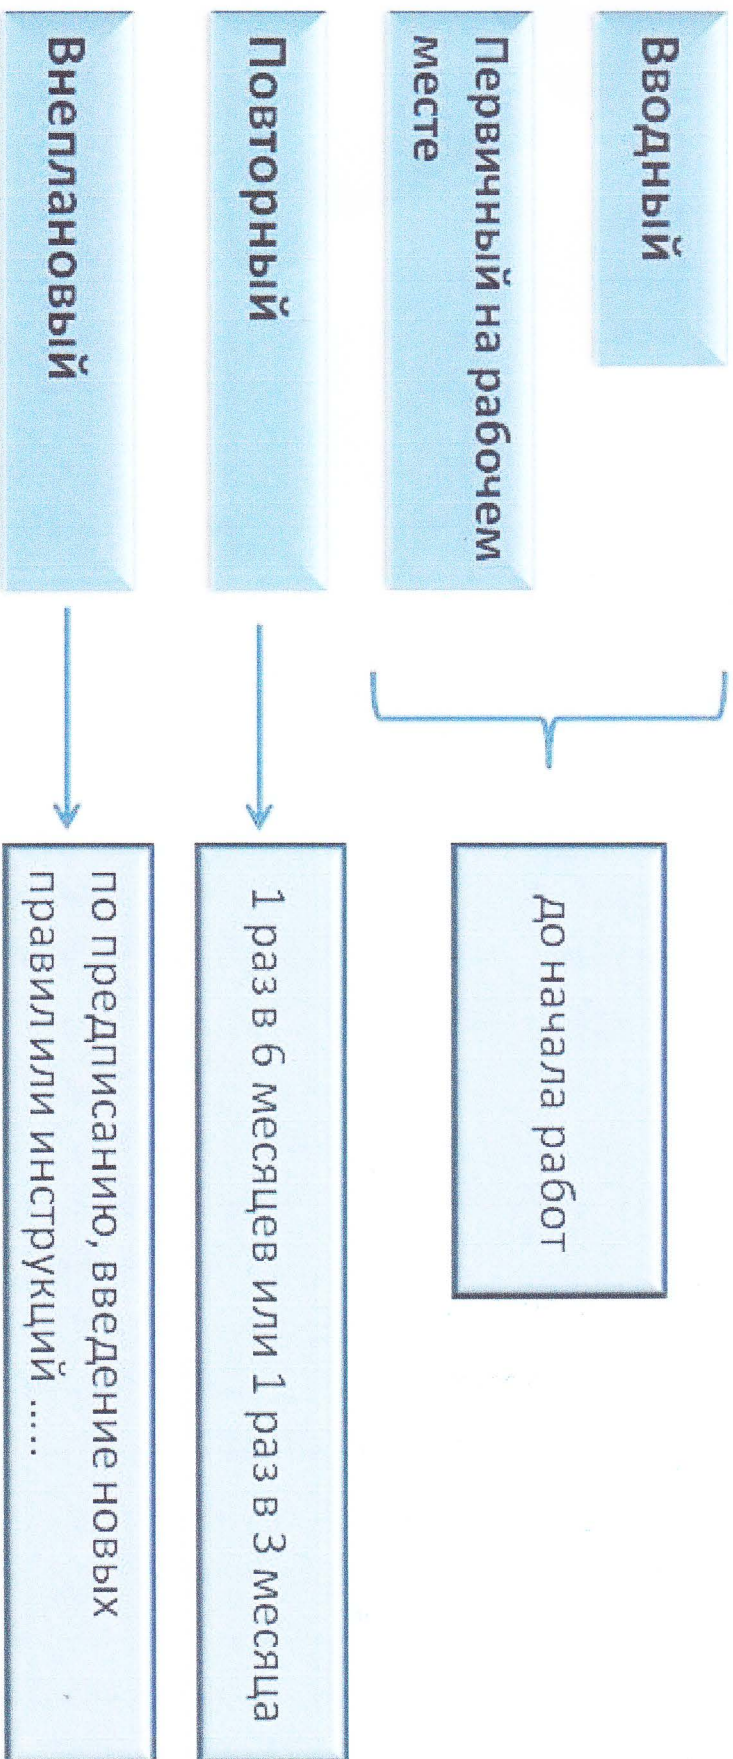 Вводный
Первичный на рабочем
месте
до начала работ
Повторный
1 раз в 6 месяцев или 1 раз в 3 месяца
Внеплановый
по предписанию, введение новых
правил или инструкций .....